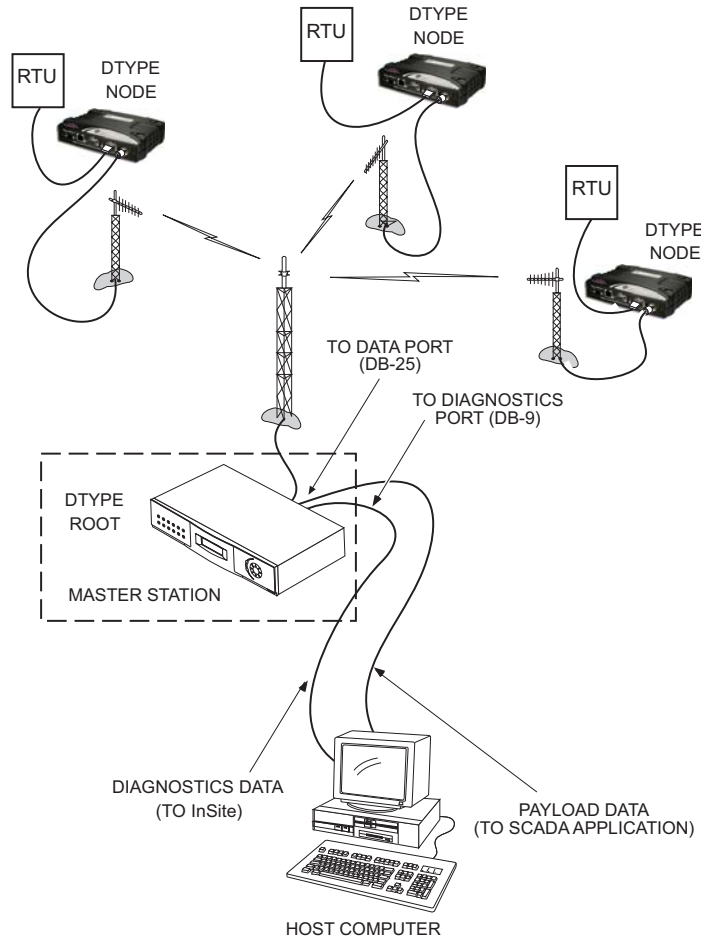 RTU
DTYPE
NODE
RTU
DTYPE
NODE
RTU
DTYPE
NODE
TO DATA PORT
(DB-25)
TO DIAGNOSTICS
PORT (DB-9)
DTYPE
ROOT
MASTER STATION
DIAGNOSTICS DATA
(TO InSite)
PAYLOAD DATA
(TO SCADA APPLICATION)
HOST COMPUTER